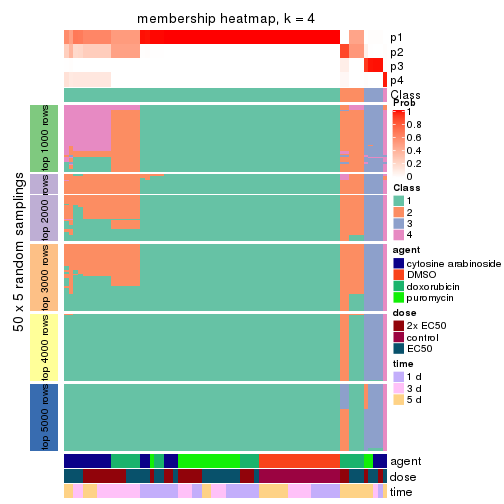 membership heatmap, k = 4
p1
p2
p3
p4
Class
50 x 5 random samplings
top 1000 rows
top 2000 rows
top 3000 rows
top 4000 rows
top 5000 rows
Prob
1
0.8
0.6
0.4
0.2
0
Class
1
2
3
4
agent
cytosine arabinoside
DMSO
doxorubicin
puromycin
dose
2x EC50
control
EC50
time
1 d
3 d
5 d
agent
dose
time